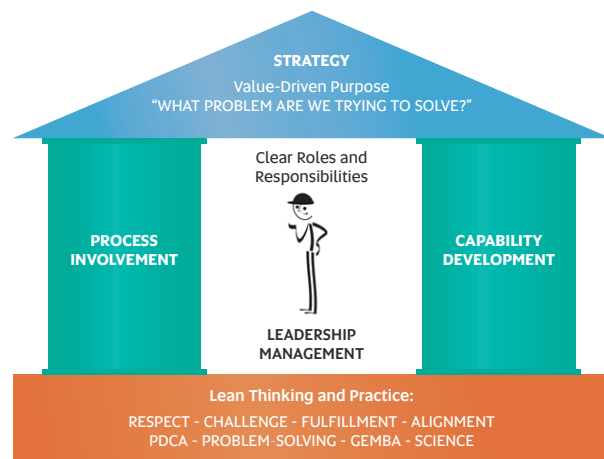 STRATEGY
Value-Driven Purpose
“WHAT PROBLEM ARE WE TRYING TO SOLVE?”
Clear Roles and
Responsibilities
PROCESS
INVOLVEMENT
CAPABILITY
DEVELOPMENT
LEADERSHIP
MANAGEMENT
Lean Thinking and Practice:
RESPECT - CHALLENGE - FULFILLMENT - ALIGNMENT
PDCA - PROBLEM-SOLVING - GEMBA - SCIENCE